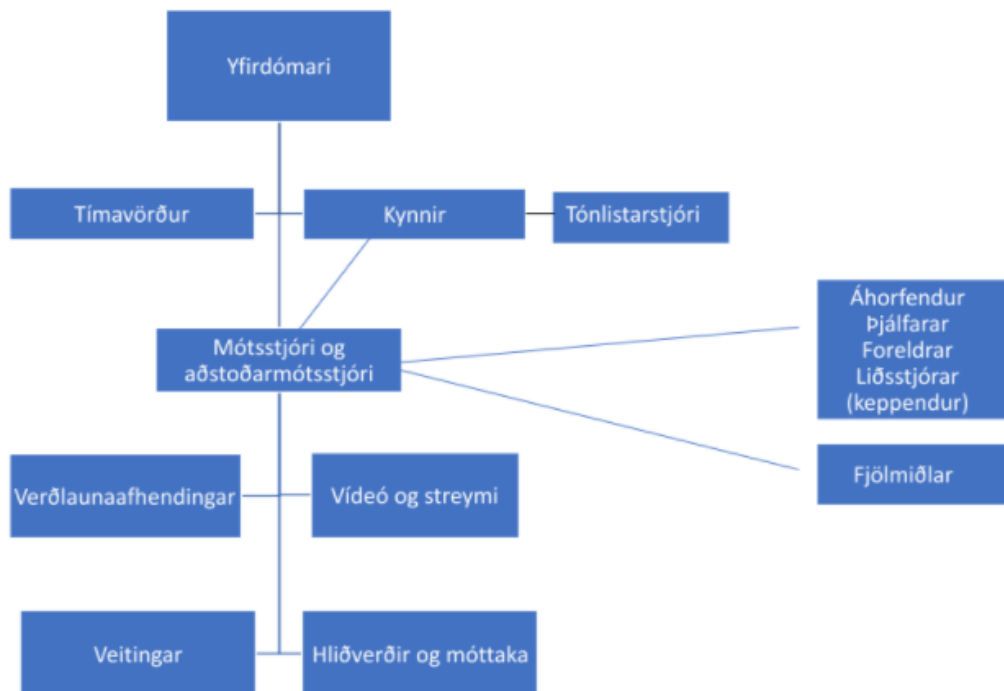 Yfirdómari
Tímavörður
Kynnir
Tónlistarstjóri
Mótsstjóri og
aðstoðarmótsstjóri
Áhorfendur
Þjálfarar
Foreldrar
Liðsstjórar
(keppendur)
Fjölmiðlar
Verðlaunaafhendingar
Vídeó og streymi
Veitingar
Hliðverðir og móttaka